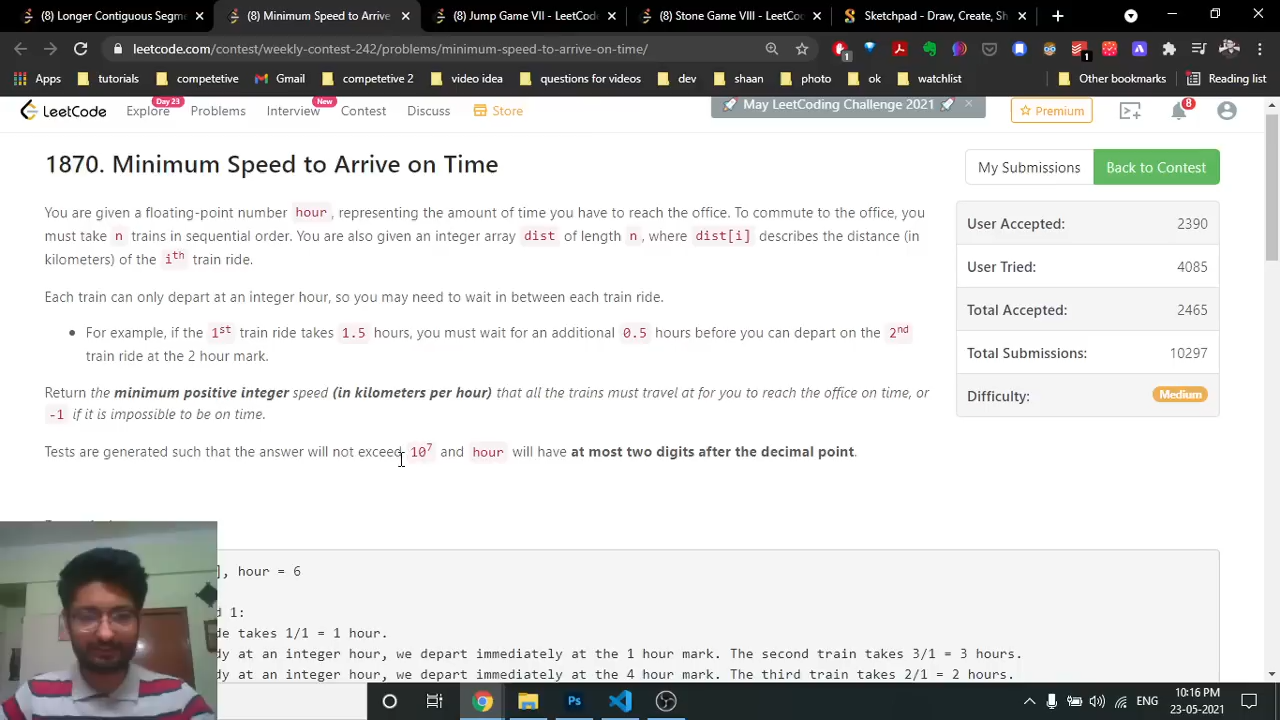 (8) Longer Contiguous Segm
(8) Minimum Speed to Arrive
(8) Jump Game VII - LeetCode
(8) Stone Game VIII - LeetCode
Sketchpad - Draw, Create, Sh
leetcode.com/contest/weekly-contest-242/problems/minimum-speed-to-arrive-on-time/
1
1
Apps
tutorials
competetive
Gmail
competetive 2
video idea
questions for videos
dev
shaan
photo
ok
watchlist
Other bookmarks
Reading list
LeetCode
Explore
Day 23
Problems
Interview
New
Contest
Discuss
Store
May LeetCoding Challenge 2021
Premium
8
1870. Minimum Speed to Arrive on Time
My Submissions
Back to Contest
You are given a floating-point number hour, representing the amount of time you have to reach the office. To commute to the office, you
must take n trains in sequential order. You are also given an integer array dist of length n, where dist[i] describes the distance (in
kilometers) of the ith train ride.
Each train can only depart at an integer hour, so you may need to wait in between each train ride.
For example, if the 1st train ride takes 1.5 hours, you must wait for an additional 0.5 hours before you can depart on the 2nd
train ride at the 2 hour mark.
Return the minimum positive integer speed (in kilometers per hour) that all the trains must travel at for you to reach the office on time, or
-1 if it is impossible to be on time.
Tests are generated such that the answer will not exceed 10^7 and hour will have at most two digits after the decimal point.
User Accepted: 2390
User Tried: 4085
Total Accepted: 2465
Total Submissions: 10297
Difficulty: Medium
], hour = 6
d 1:
de takes 1/1 = 1 hour.
dy at an integer hour, we depart immediately at the 1 hour mark. The second train takes 3/1 = 3 hours.
dy at an integer hour, we depart immediately at the 4 hour mark. The third train takes 2/1 = 2 hours.
ENG
10:16 PM
23-05-2021